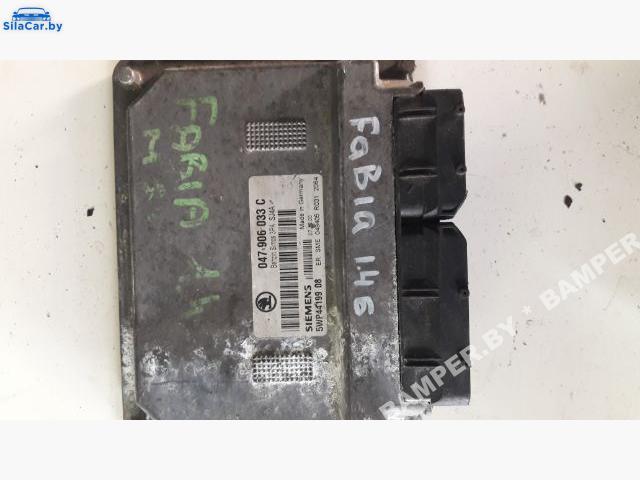 SilaCar.by
FABIA 1.4
FaBIa 1.4 б
047 906 033 C
Made in Germany
SIEMENS
5WP44199 08
BAMPER.BY * BAMPER